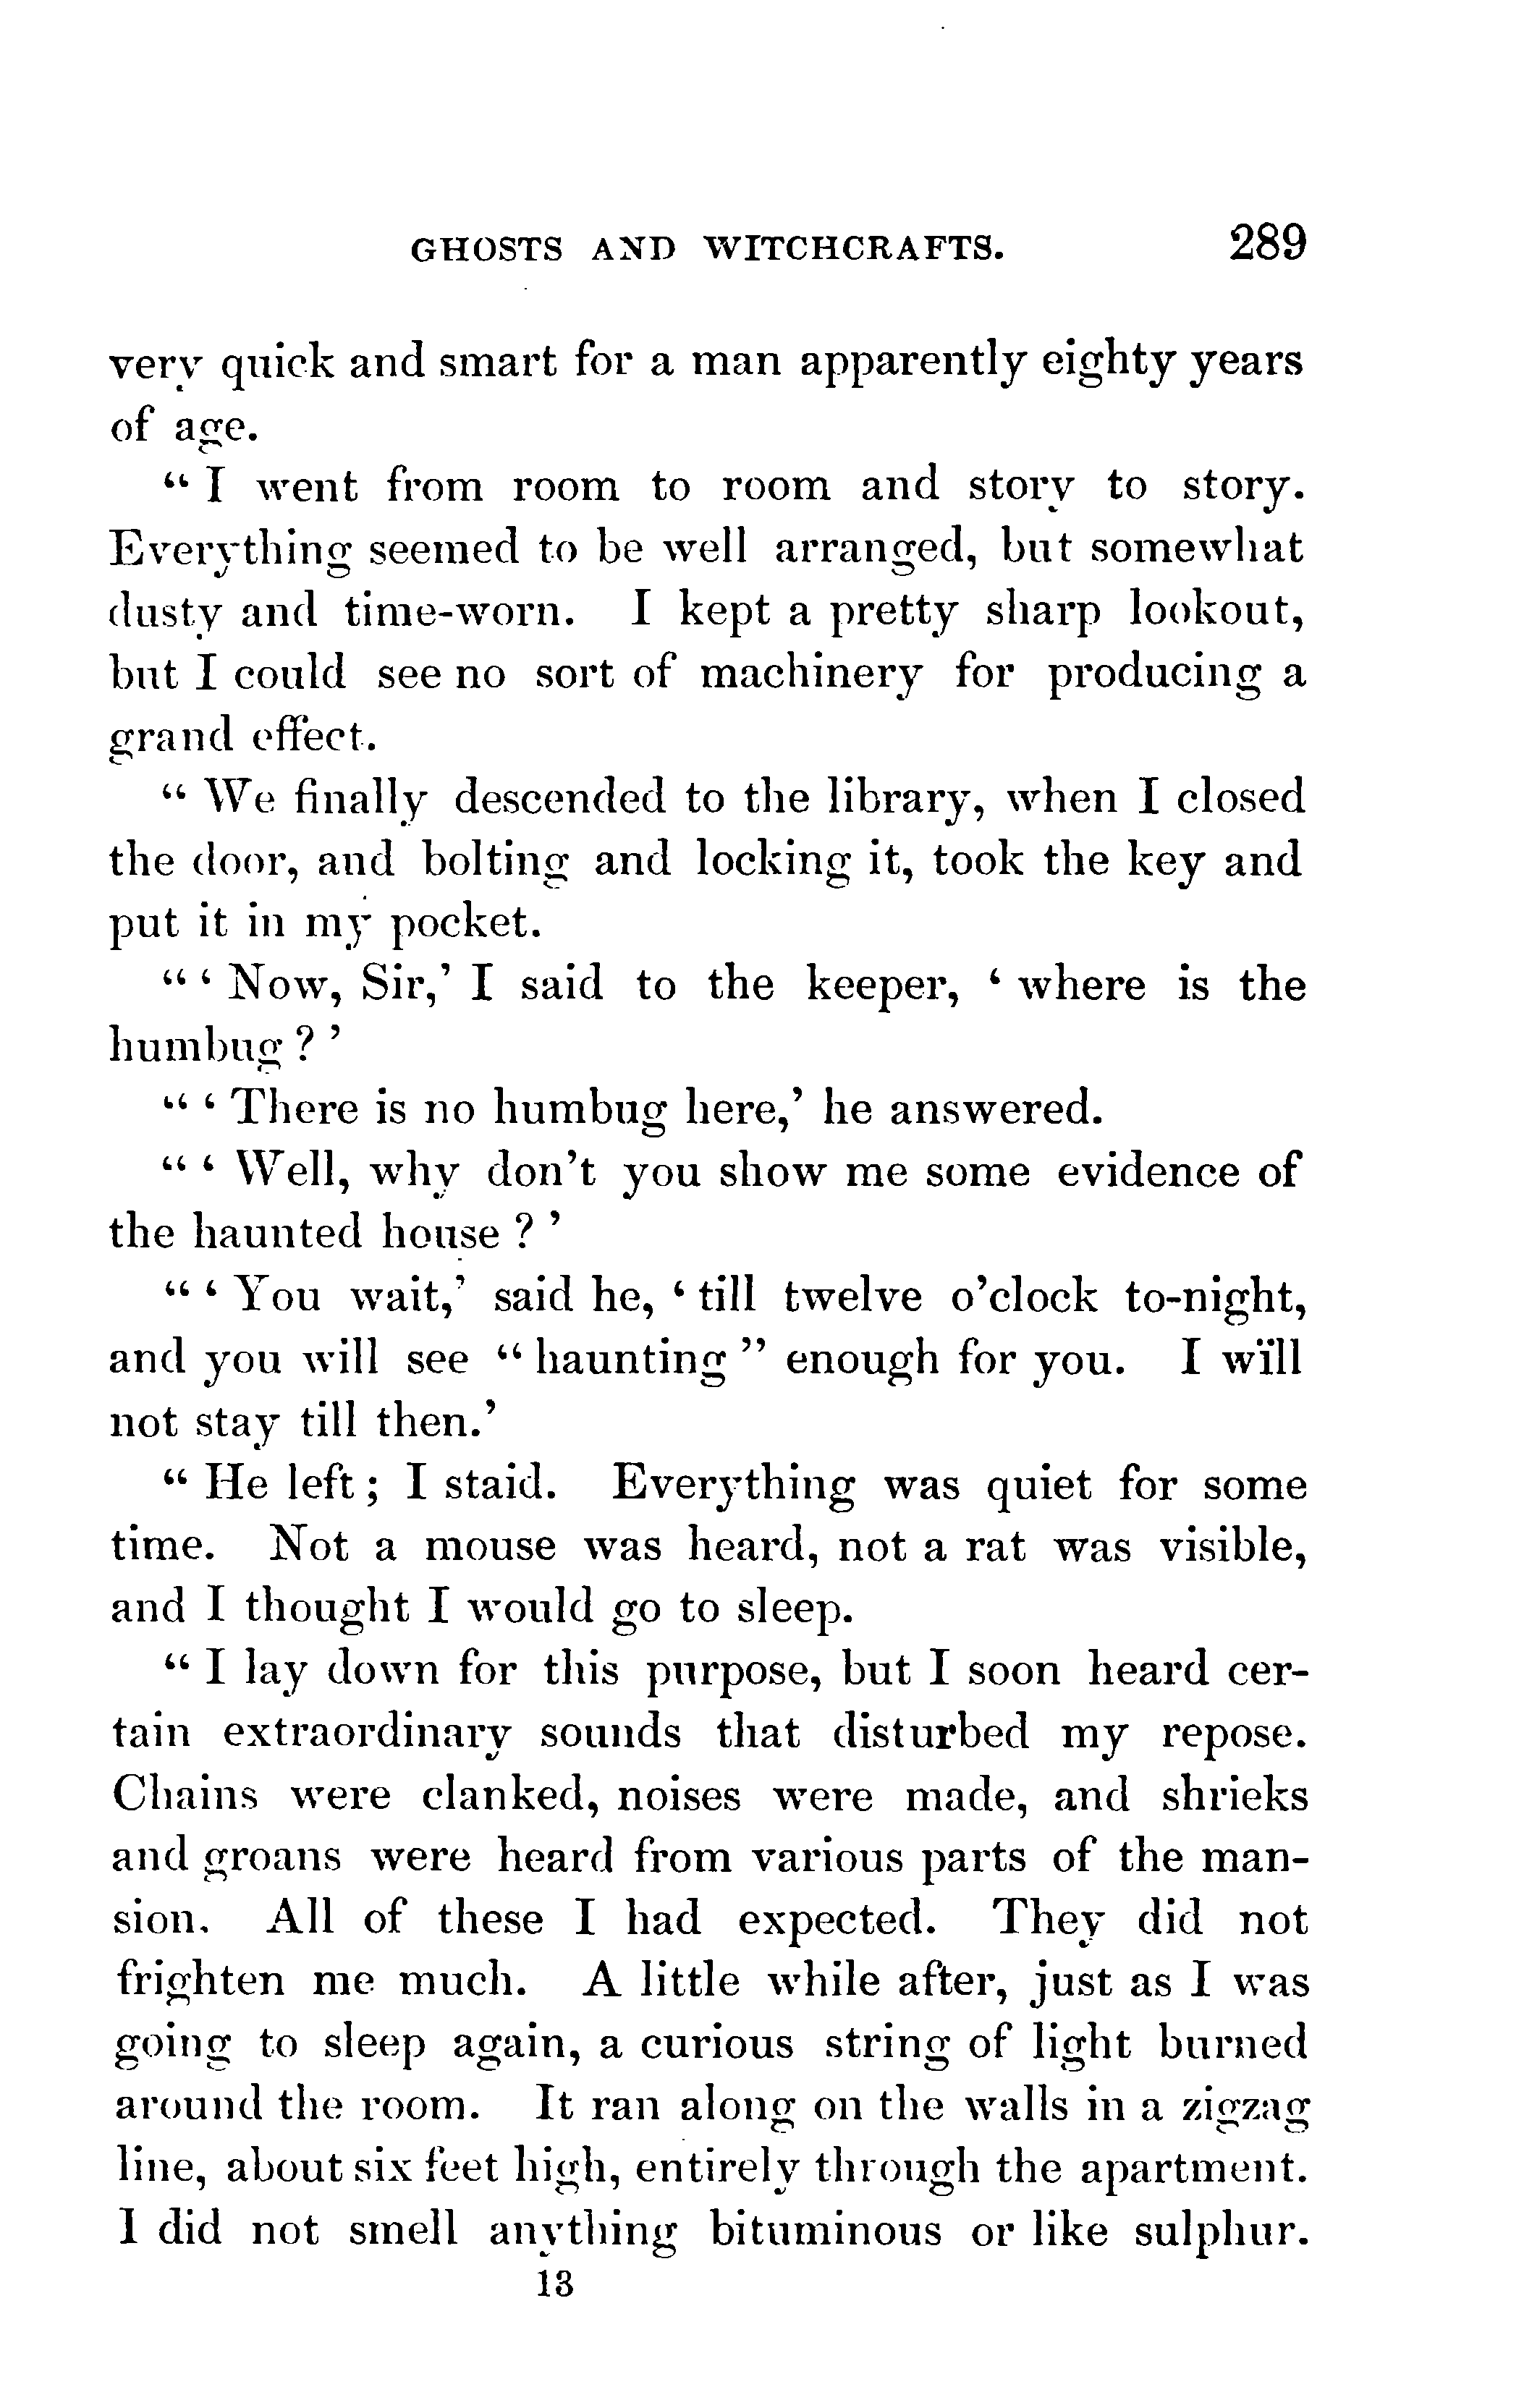 GHOSTS AND WITCHCRAFTS. 289
very quick and smart for a man apparently eighty years
of age.
“ I went from room to room and story to story.
Everything seemed to be well arranged, but somewhat
dusty and time-worn. I kept a pretty sharp lookout,
but I could see no sort of machinery for producing a
grand effect.
“ We finally descended to the library, when I closed
the door, and bolting and locking it, took the key and
put it in my pocket.
“ ‘ Now, Sir,’ I said to the keeper, ‘ where is the
humbug ? ’
“ ‘ There is no humbug here,’ he answered.
“ ‘ Well, why don’t you show me some evidence of
the haunted house ? ’
“ ‘ You wait,’ said he, ‘ till twelve o’clock to-night,
and you will see “ haunting ” enough for you. I will
not stay till then.’
“ He left ; I staid. Everything was quiet for some
time. Not a mouse was heard, not a rat was visible,
and I thought I would go to sleep.
“ I lay down for this purpose, but I soon heard cer-
tain extraordinary sounds that disturbed my repose.
Chains were clanked, noises were made, and shrieks
and groans were heard from various parts of the man-
sion. All of these I had expected. They did not
frighten me much. A little while after, just as I was
going to sleep again, a curious string of light burned
around the room. It ran along on the walls in a zigzag
line, about six feet high, entirely through the apartment.
I did not smell anything bituminous or like sulphur.
13